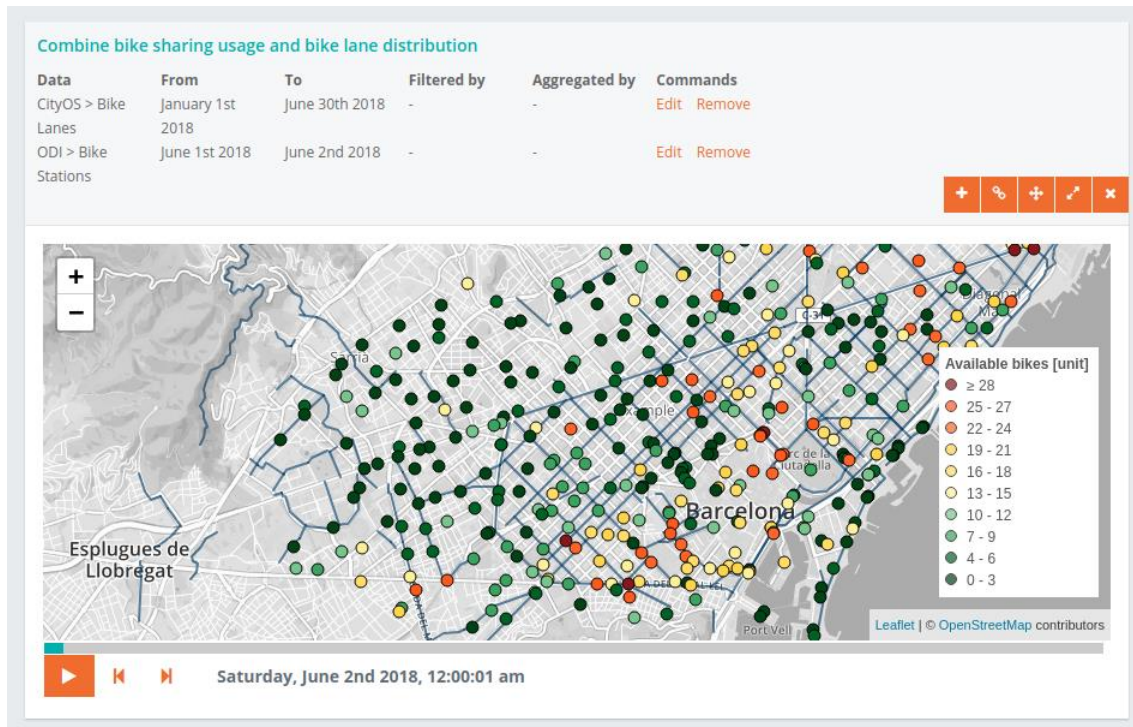 Combine bike sharing usage and bike lane distribution
Data From To Filtered by Aggregated by Commands
CityOS > Bike Lanes January 1st 2018 June 30th 2018 - - Edit Remove
ODI > Bike Stations June 1st 2018 June 2nd 2018 - - Edit Remove
+
−
Sarrià
C-31
Diagonal
Barcelona
Esplugues de
Llobregat
Port Vell
Available bikes [unit]
≥ 28
25 - 27
22 - 24
19 - 21
16 - 18
13 - 15
10 - 12
7 - 9
4 - 6
0 - 3
Leaflet | © OpenStreetMap contributors
Saturday, June 2nd 2018, 12:00:01 am